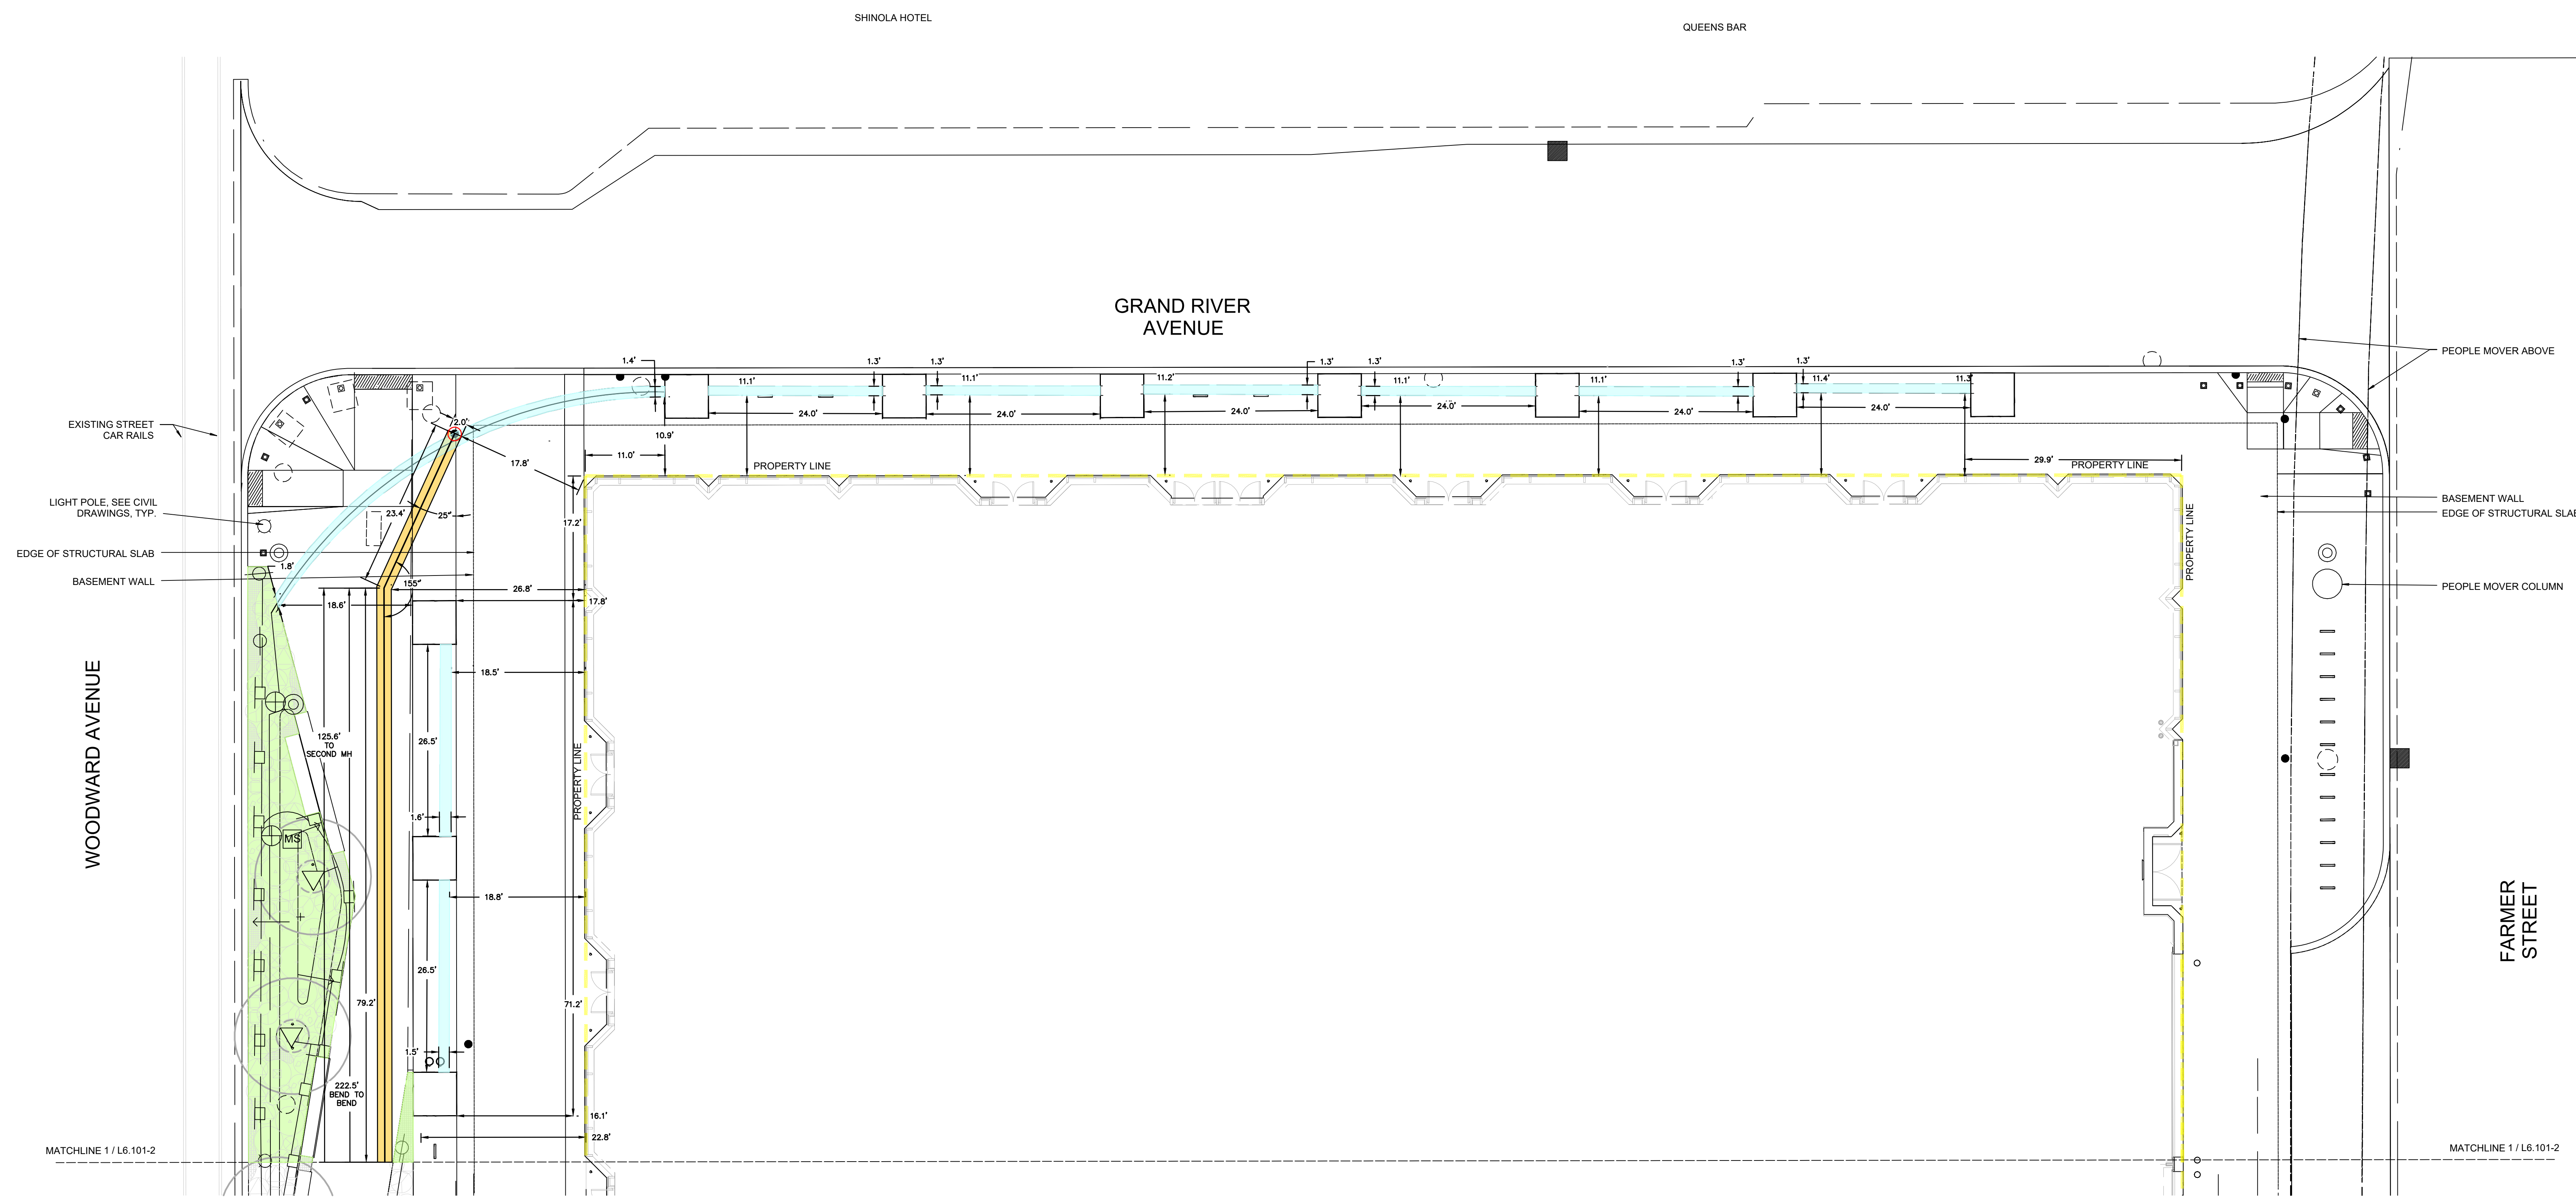 SHINOLA HOTEL
QUEENS BAR
GRAND RIVER
AVENUE
1.4'
1.3'
1.3'
1.3'
1.3'
1.3'
1.3'
11.1'
11.1'
11.2'
11.1'
11.1'
11.4'
11.3'
24.0'
24.0'
24.0'
24.0'
24.0'
24.0'
PEOPLE MOVER ABOVE
EXISTING STREET
CAR RAILS
2.0'
10.9'
17.8'
11.0'
PROPERTY LINE
29.9'
PROPERTY LINE
LIGHT POLE, SEE CIVIL
DRAWINGS, TYP.
23.4'
25°
17.2'
PROPERTY LINE
BASEMENT WALL
EDGE OF STRUCTURAL SLAB
EDGE OF STRUCTURAL SLAB
BASEMENT WALL
1.8'
155°
26.8'
18.6'
17.8'
PEOPLE MOVER COLUMN
WOODWARD AVENUE
18.5'
125.6'
TO
SECOND MH
26.5'
PROPERTY LINE
1.6'
MS
18.8'
FARMER
STREET
26.5'
79.2'
71.2'
1.5'
222.5'
BEND TO
BEND
16.1'
22.8'
MATCHLINE 1 / L6.101-2
MATCHLINE 1 / L6.101-2